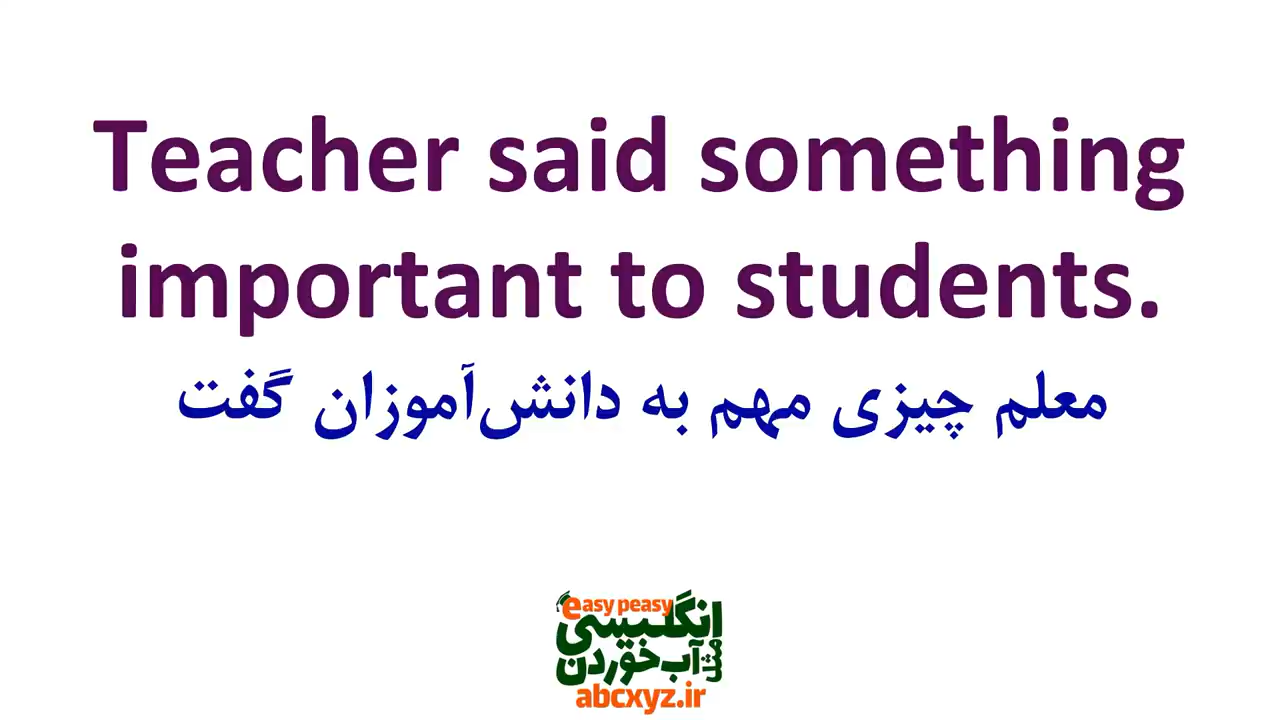 Teacher said something
important to students.
معلم چیزی مهم به دانش‌آموزان گفت
easy peasy
انگلیسی
مثل آب خوردن
abcxyz.ir